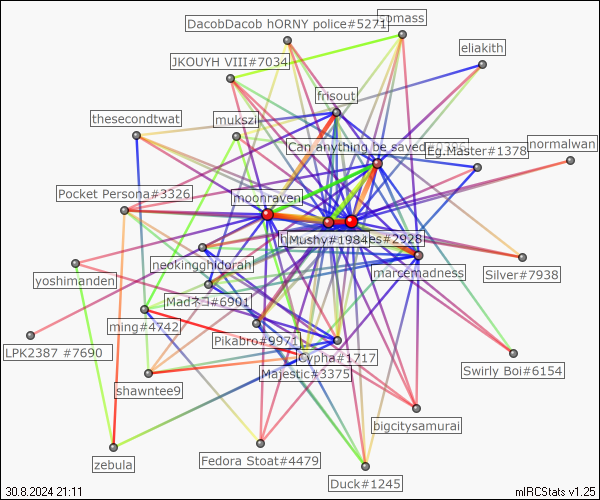 DacobDacob hORNY police#5271
omass
eliakith
JKOUYH VIII#7034
frisout
thesecondtwat
mukszi
Can anything be saved
Eg.Master#1378
normalwan
Pocket Persona#3326
moonraven
Mushy#1984
es#2928
neokingghidorah
marcemadness
yoshimanden
Silver#7938
Madネコ#6901
ming#4742
Pikabro#9971
LPK2387 #7690
Cypha#1717
Majestic#3375
Swirly Boi#6154
shawntee9
bigcitysamurai
zebula
Fedora Stoat#4479
Duck#1245
30.8.2024 21:11
mIRCStats v1.25